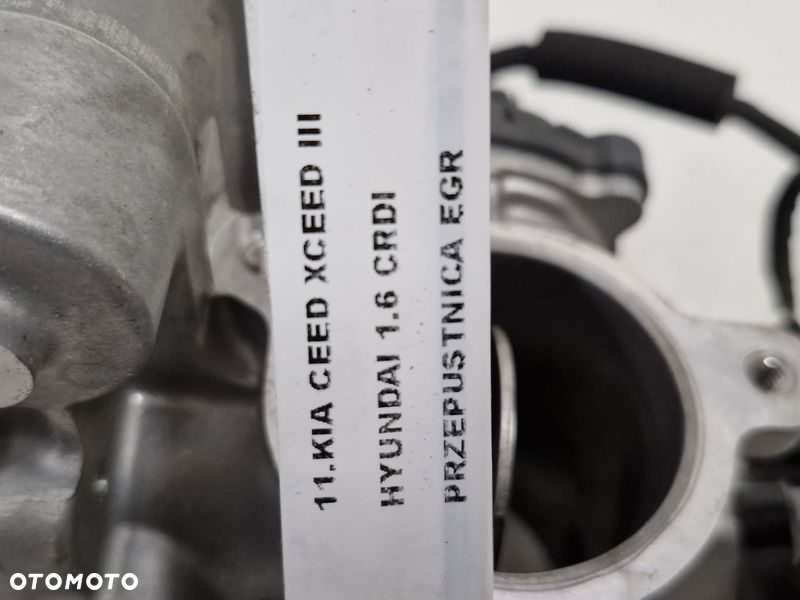 11.KIA CEED XCEED III
HYUNDAI 1.6 CRDI
PRZEPUSTNICA EGR
OTOMOTO